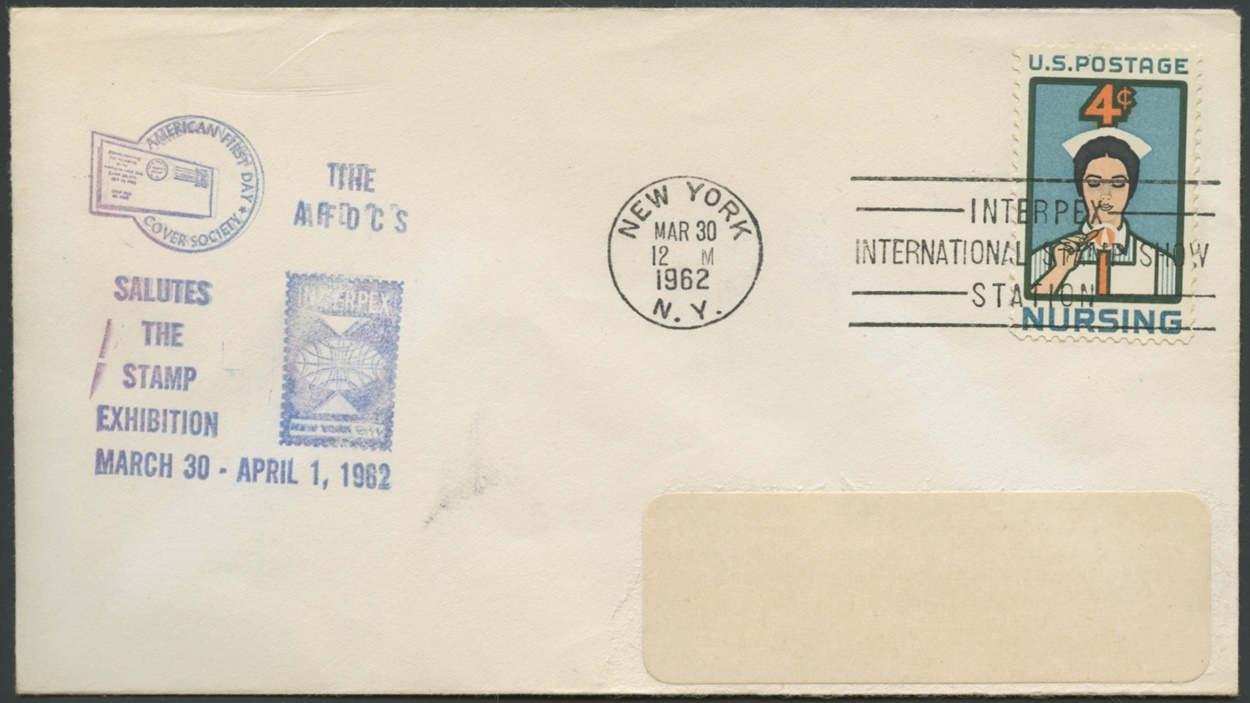 AMERICAN FIRST DAY ★
COVER SOCIETY
THE
AFDCS
SALUTES
THE
STAMP
EXHIBITION
MARCH 30 - APRIL 1, 1962
INTERPEX
NEW YORK CITY
NEW YORK
MAR 30
12 M
1962
N. Y.
INTERPEX
INTERNATIONAL STAMP SHOW
STATION
U.S.POSTAGE
4¢
NURSING